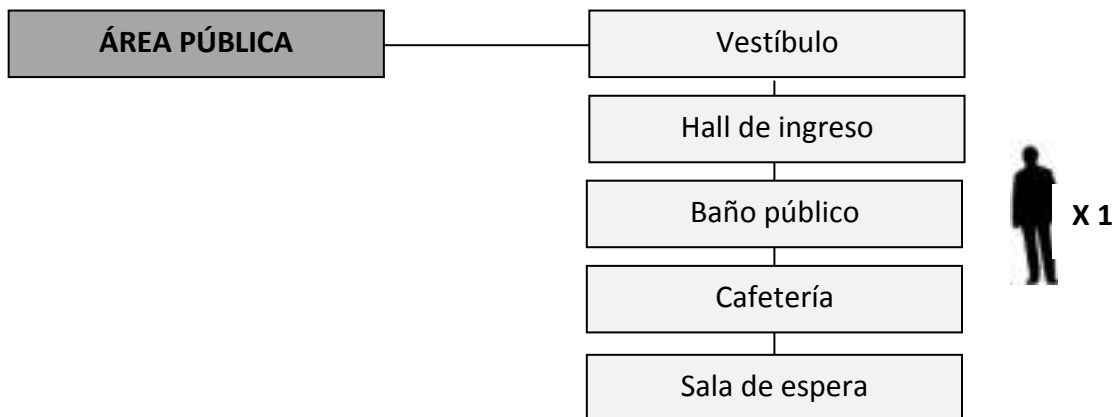 ÁREA PÚBLICA
Vestíbulo
Hall de ingreso
Baño público
X 1
Cafetería
Sala de espera